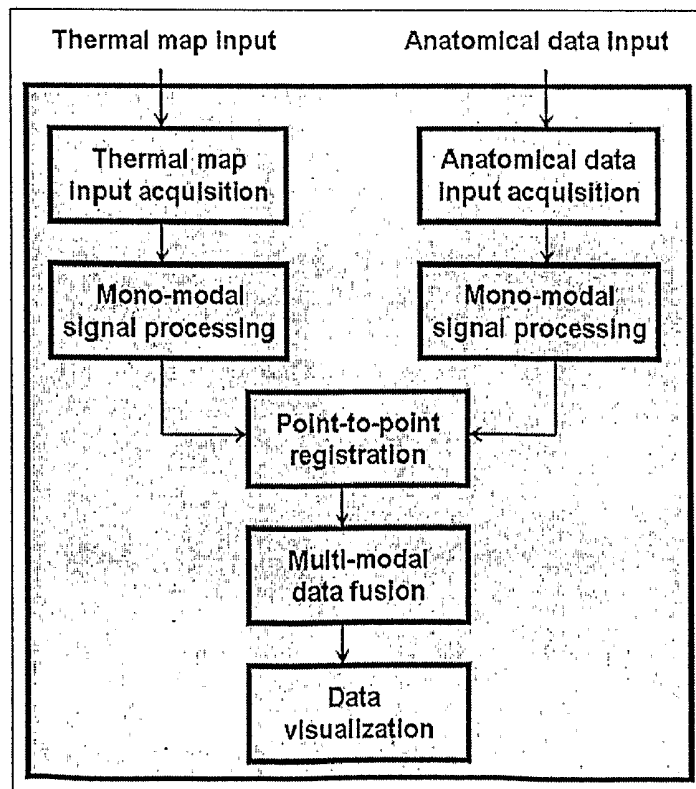 Thermal map input
Anatomical data input
Thermal map
input acquisition
Anatomical data
input acquisition
Mono-modal
signal processing
Mono-modal
signal processing
Point-to-point
registration
Multi-modal
data fusion
Data
visualization